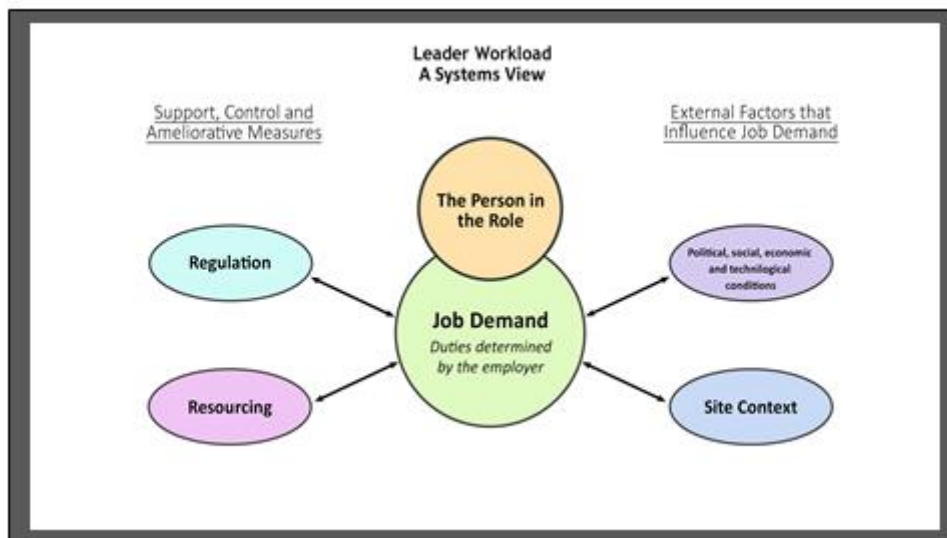 Leader Workload
A Systems View
Support, Control and
Ameliorative Measures
External Factors that
Influence Job Demand
The Person in
the Role
Regulation
Political, social, economic
and technilogical
conditions
Job Demand
Duties determined
by the employer
Resourcing
Site Context